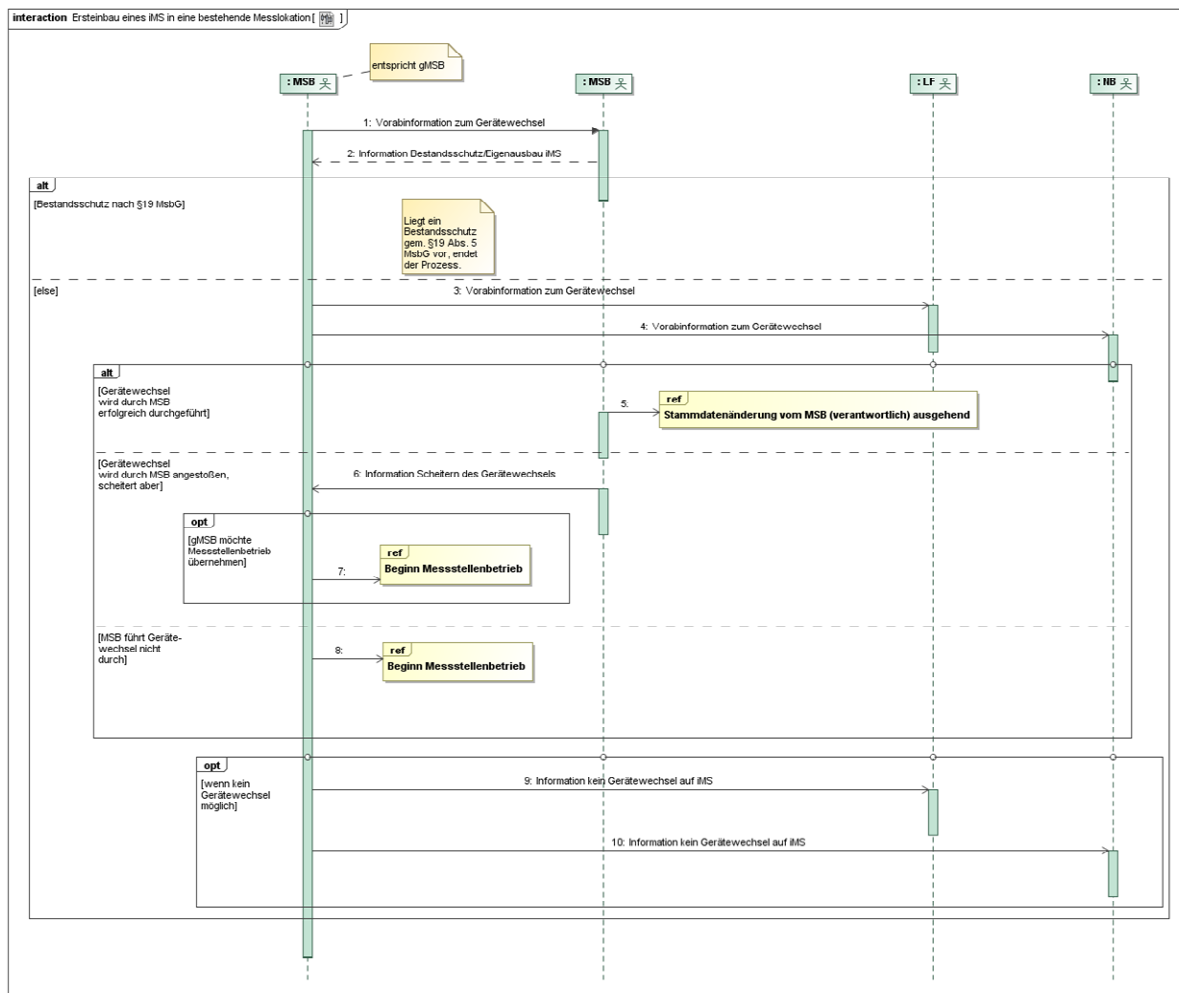 interaction Ersteinbau eines iMS in eine bestehende Messlokation[ ]
entspricht gMSB
: MSB
: MSB
: LF
: NB
1: Vorabinformation zum Gerätewechsel
2: Information Bestandsschutz/Eigenausbau iMS
alt
[Bestandsschutz nach §19 MsbG]
Liegt ein
Bestandsschutz
gem. §19 Abs. 5
MsbG vor, endet
der Prozess.
[else]
3: Vorabinformation zum Gerätewechsel
4: Vorabinformation zum Gerätewechsel
alt
[Gerätewechsel
wird durch MSB
erfolgreich durchgeführt]
5:
ref
Stammdatenänderung vom MSB (verantwortlich) ausgehend
[Gerätewechsel
wird durch MSB angestoßen,
scheitert aber]
6: Information Scheitern des Gerätewechsels
opt
[gMSB möchte
Messstellenbetrieb
übernehmen]
ref
Beginn Messstellenbetrieb
7:
[MSB führt Geräte-
wechsel nicht
durch]
8:
ref
Beginn Messstellenbetrieb
opt
[wenn kein
Gerätewechsel
möglich]
9: Information kein Gerätewechsel auf iMS
10: Information kein Gerätewechsel auf iMS